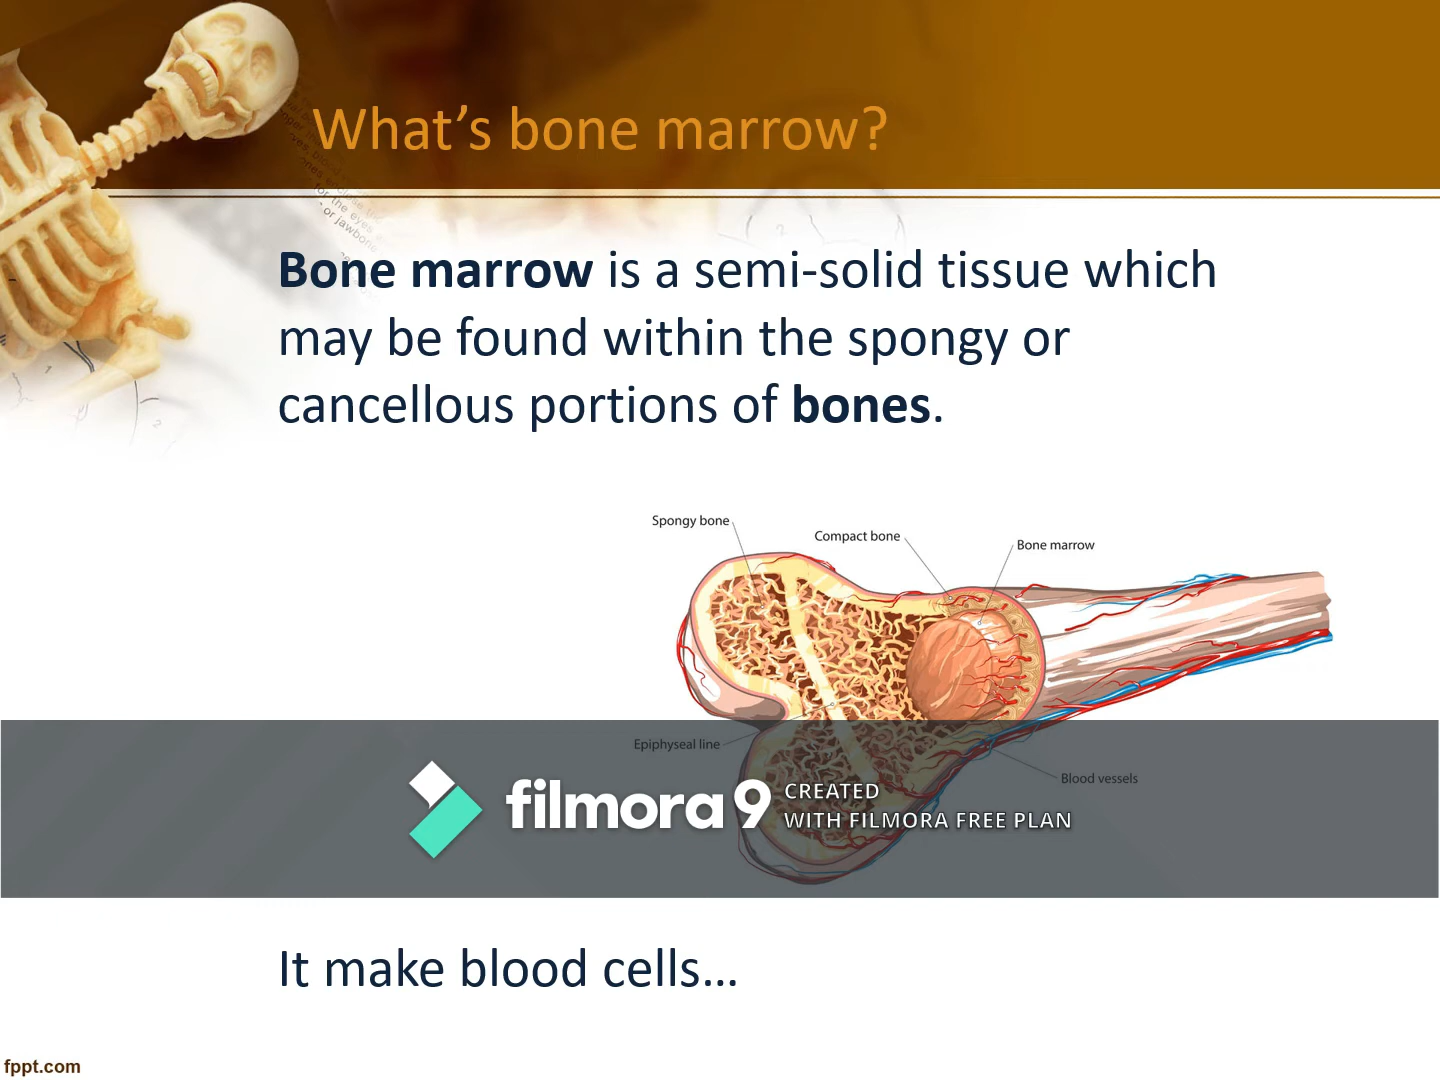 What’s bone marrow?
Bone marrow is a semi-solid tissue which
may be found within the spongy or
cancellous portions of bones.
Spongy bone
Compact bone
Bone marrow
Epiphyseal line
Blood vessels
filmora9
CREATED
WITH FILMORA FREE PLAN
It make blood cells...
fppt.com